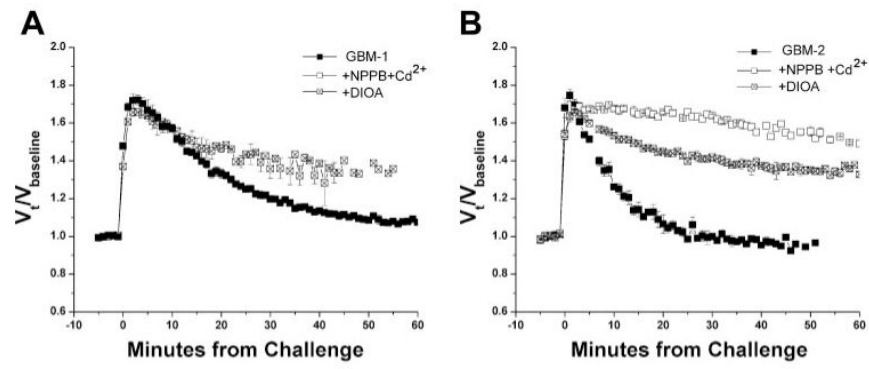 A
2.0
1.8
1.6
1.4
1.2
1.0
0.8
0.6
Vt/Vbaseline
-10
0
10
20
30
40
50
60
Minutes from Challenge
GBM-1
+NPPB+Cd2+
+DIOA
B
2.0
1.8
1.6
1.4
1.2
1.0
0.8
0.6
Vt/Vbaseline
-10
0
10
20
30
40
50
60
Minutes from Challenge
GBM-2
+NPPB +Cd2+
+DIOA